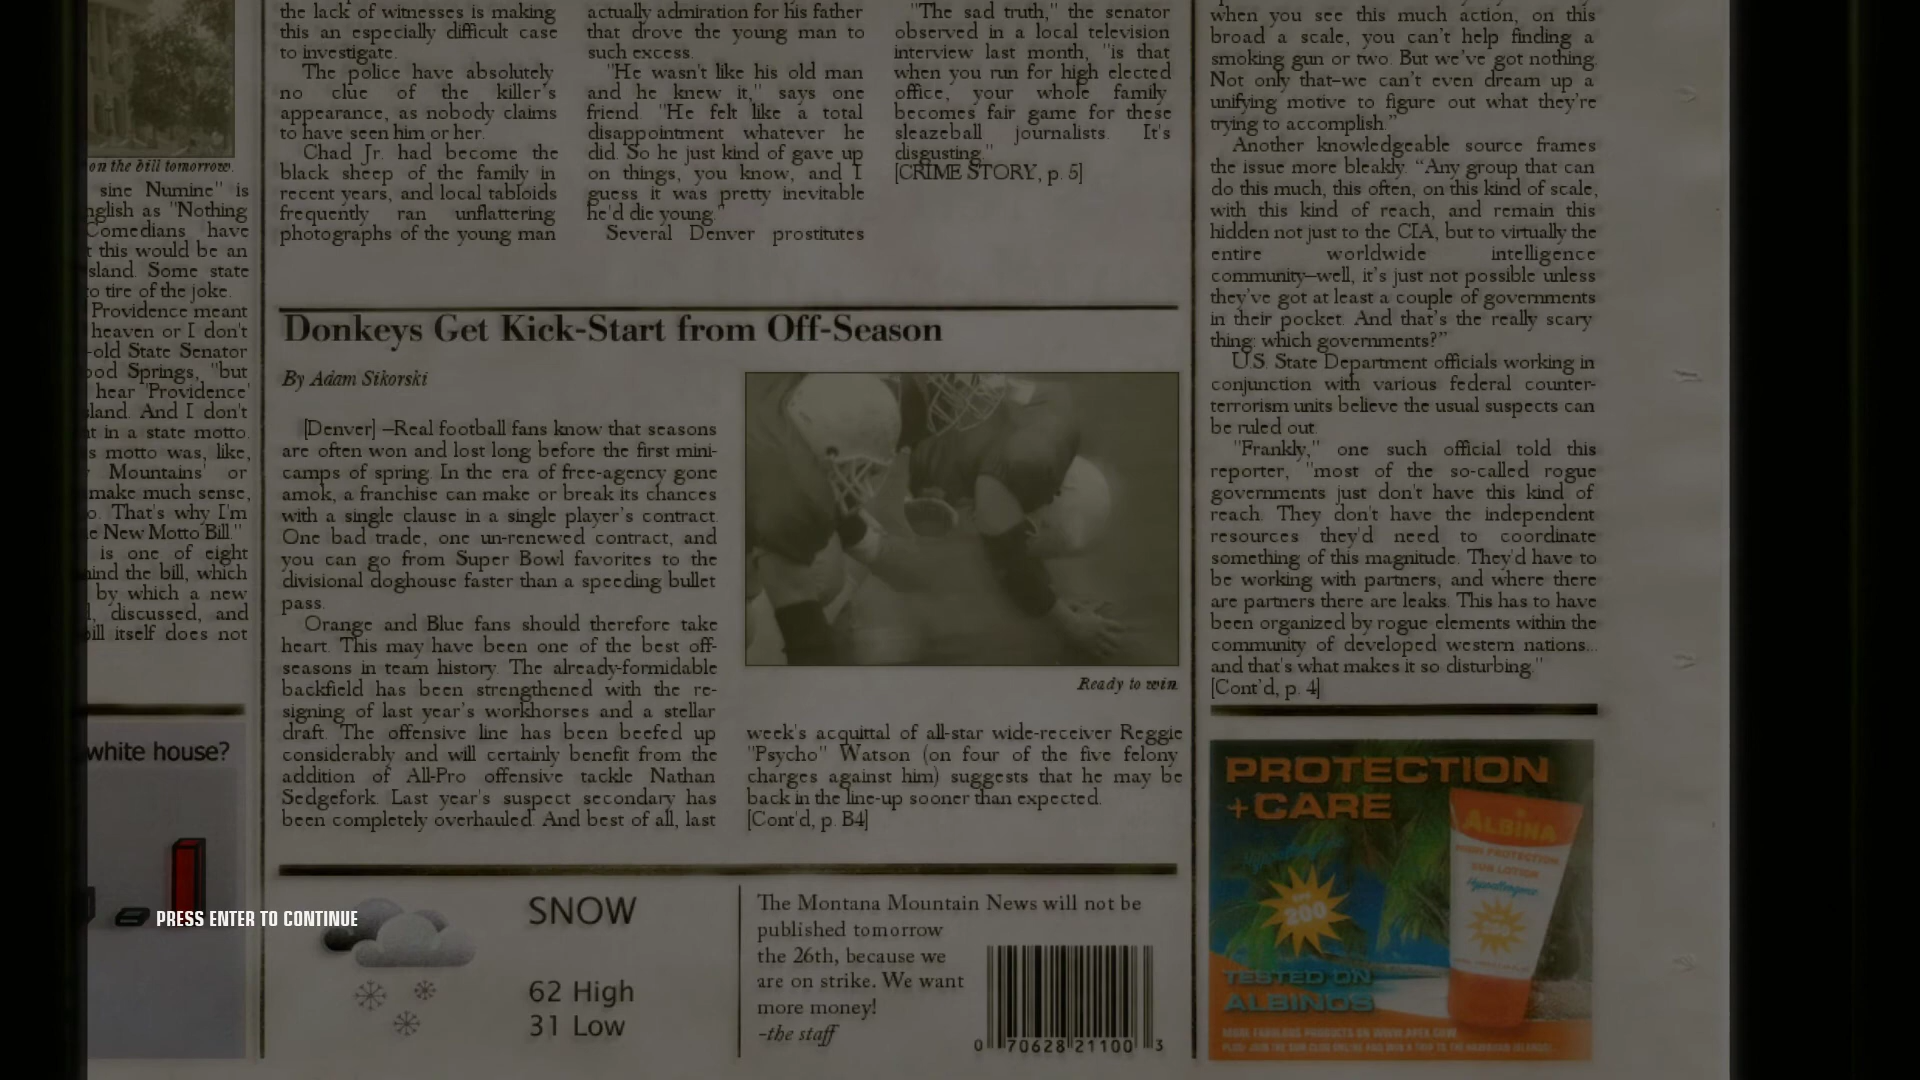 on the bill tomorrow.
sine Numine" is
nglish as "Nothing
Comedians have
t this would be an
sland. Some state
to tire of the joke.
Providence meant
heaven or I don't
-old State Senator
ood Springs, "but
hear 'Providence'
sland. And I don't
at in a state motto.
s motto was, like,
Mountains' or
make much sense,
o. That's why I'm
e New Motto Bill."
is one of eight
hind the bill, which
by which a new
l, discussed, and
bill itself does not
white house?
the lack of witnesses is making
this an especially difficult case
to investigate.
The police have absolutely
no clue of the killer's
appearance, as nobody claims
to have seen him or her.
Chad Jr. had become the
black sheep of the family in
recent years, and local tabloids
frequently ran unflattering
photographs of the young man
actually admiration for his father
that drove the young man to
such excess.
"He wasn't like his old man
and he knew it," says one
friend. "He felt like a total
disappointment whatever he
did. So he just kind of gave up
on things, you know, and I
guess it was pretty inevitable
he'd die young."
Several Denver prostitutes
"The sad truth," the senator
observed in a local television
interview last month, "is that
when you run for high elected
office, your whole family
becomes fair game for these
sleazeball journalists. It's
disgusting."
[CRIME STORY, p. 5]
Donkeys Get Kick-Start from Off-Season
By Adam Sikorski
[Denver] –Real football fans know that seasons
are often won and lost long before the first mini-
camps of spring. In the era of free-agency gone
amok, a franchise can make or break its chances
with a single clause in a single player's contract.
One bad trade, one un-renewed contract, and
you can go from Super Bowl favorites to the
divisional doghouse faster than a speeding bullet
pass.
Orange and Blue fans should therefore take
heart. This may have been one of the best off-
seasons in team history. The already-formidable
backfield has been strengthened with the re-
signing of last year's workhorses and a stellar
draft. The offensive line has been beefed up
considerably and will certainly benefit from the
addition of All-Pro offensive tackle Nathan
Sedgefork. Last year's suspect secondary has
been completely overhauled. And best of all, last
Ready to win.
week's acquittal of all-star wide-receiver Reggie
"Psycho" Watson (on four of the five felony
charges against him) suggests that he may be
back in the line-up sooner than expected.
[Cont'd, p. B4]
when you see this much action, on this
broad a scale, you can't help finding a
smoking gun or two. But we've got nothing.
Not only that–we can't even dream up a
unifying motive to figure out what they're
trying to accomplish."
Another knowledgeable source frames
the issue more bleakly. “Any group that can
do this much, this often, on this kind of scale,
with this kind of reach, and remain this
hidden not just to the CIA, but to virtually the
entire worldwide intelligence
community–well, it's just not possible unless
they've got at least a couple of governments
in their pocket. And that's the really scary
thing: which governments?”
U.S. State Department officials working in
conjunction with various federal counter-
terrorism units believe the usual suspects can
be ruled out.
"Frankly," one such official told this
reporter, "most of the so-called rogue
governments just don't have this kind of
reach. They don't have the independent
resources they'd need to coordinate
something of this magnitude. They'd have to
be working with partners, and where there
are partners there are leaks. This has to have
been organized by rogue elements within the
community of developed western nations...
and that's what makes it so disturbing."
[Cont'd, p. 4]
PROTECTION
+CARE
ALBINA
HIGH PROTECTION
SUN LOTION
Hypoallergenic
200
TESTED ON
ALBINOS
PRESS ENTER TO CONTINUE
SNOW
62 High
31 Low
The Montana Mountain News will not be
published tomorrow
the 26th, because we
are on strike. We want
more money!
-the staff
0 70628 21100 3